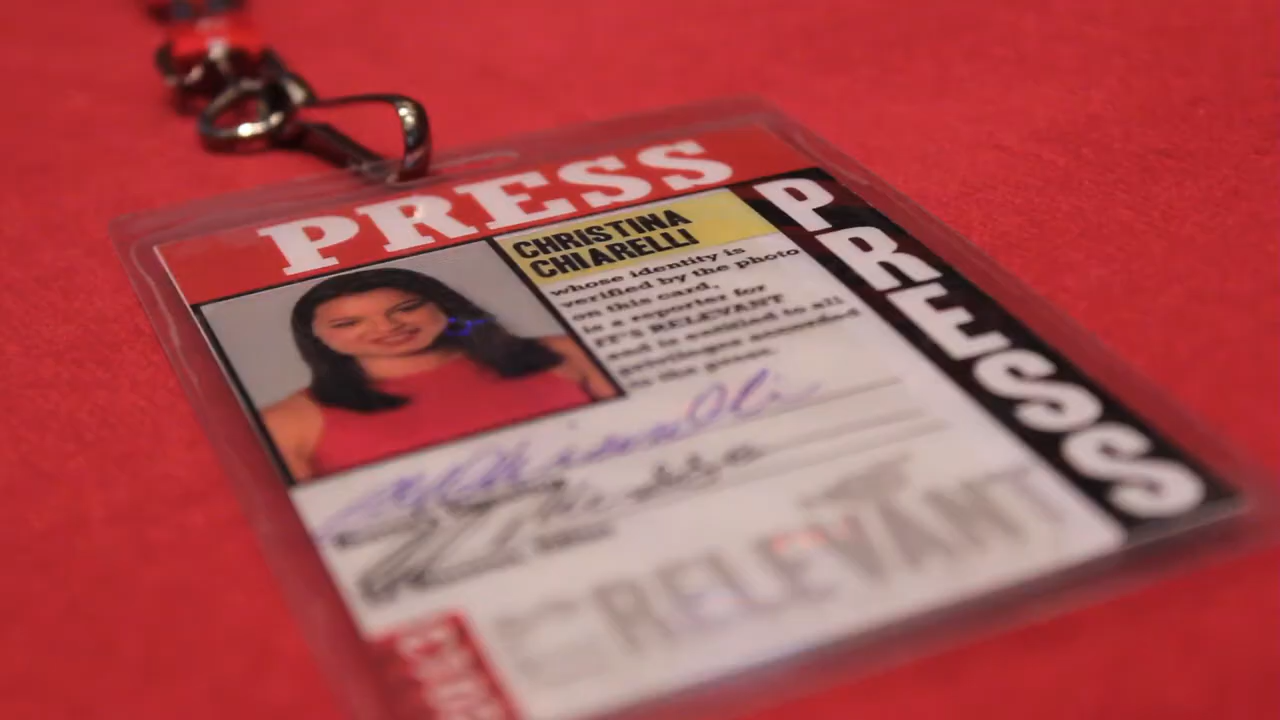 PRESS
CHRISTINA
CHIARELLI
whose identity is
verified by the photo
on this card,
is a reporter for
IT'S RELEVANT
and is entitled to all
privileges accorded
to the press.
PRESS
RELEVANT